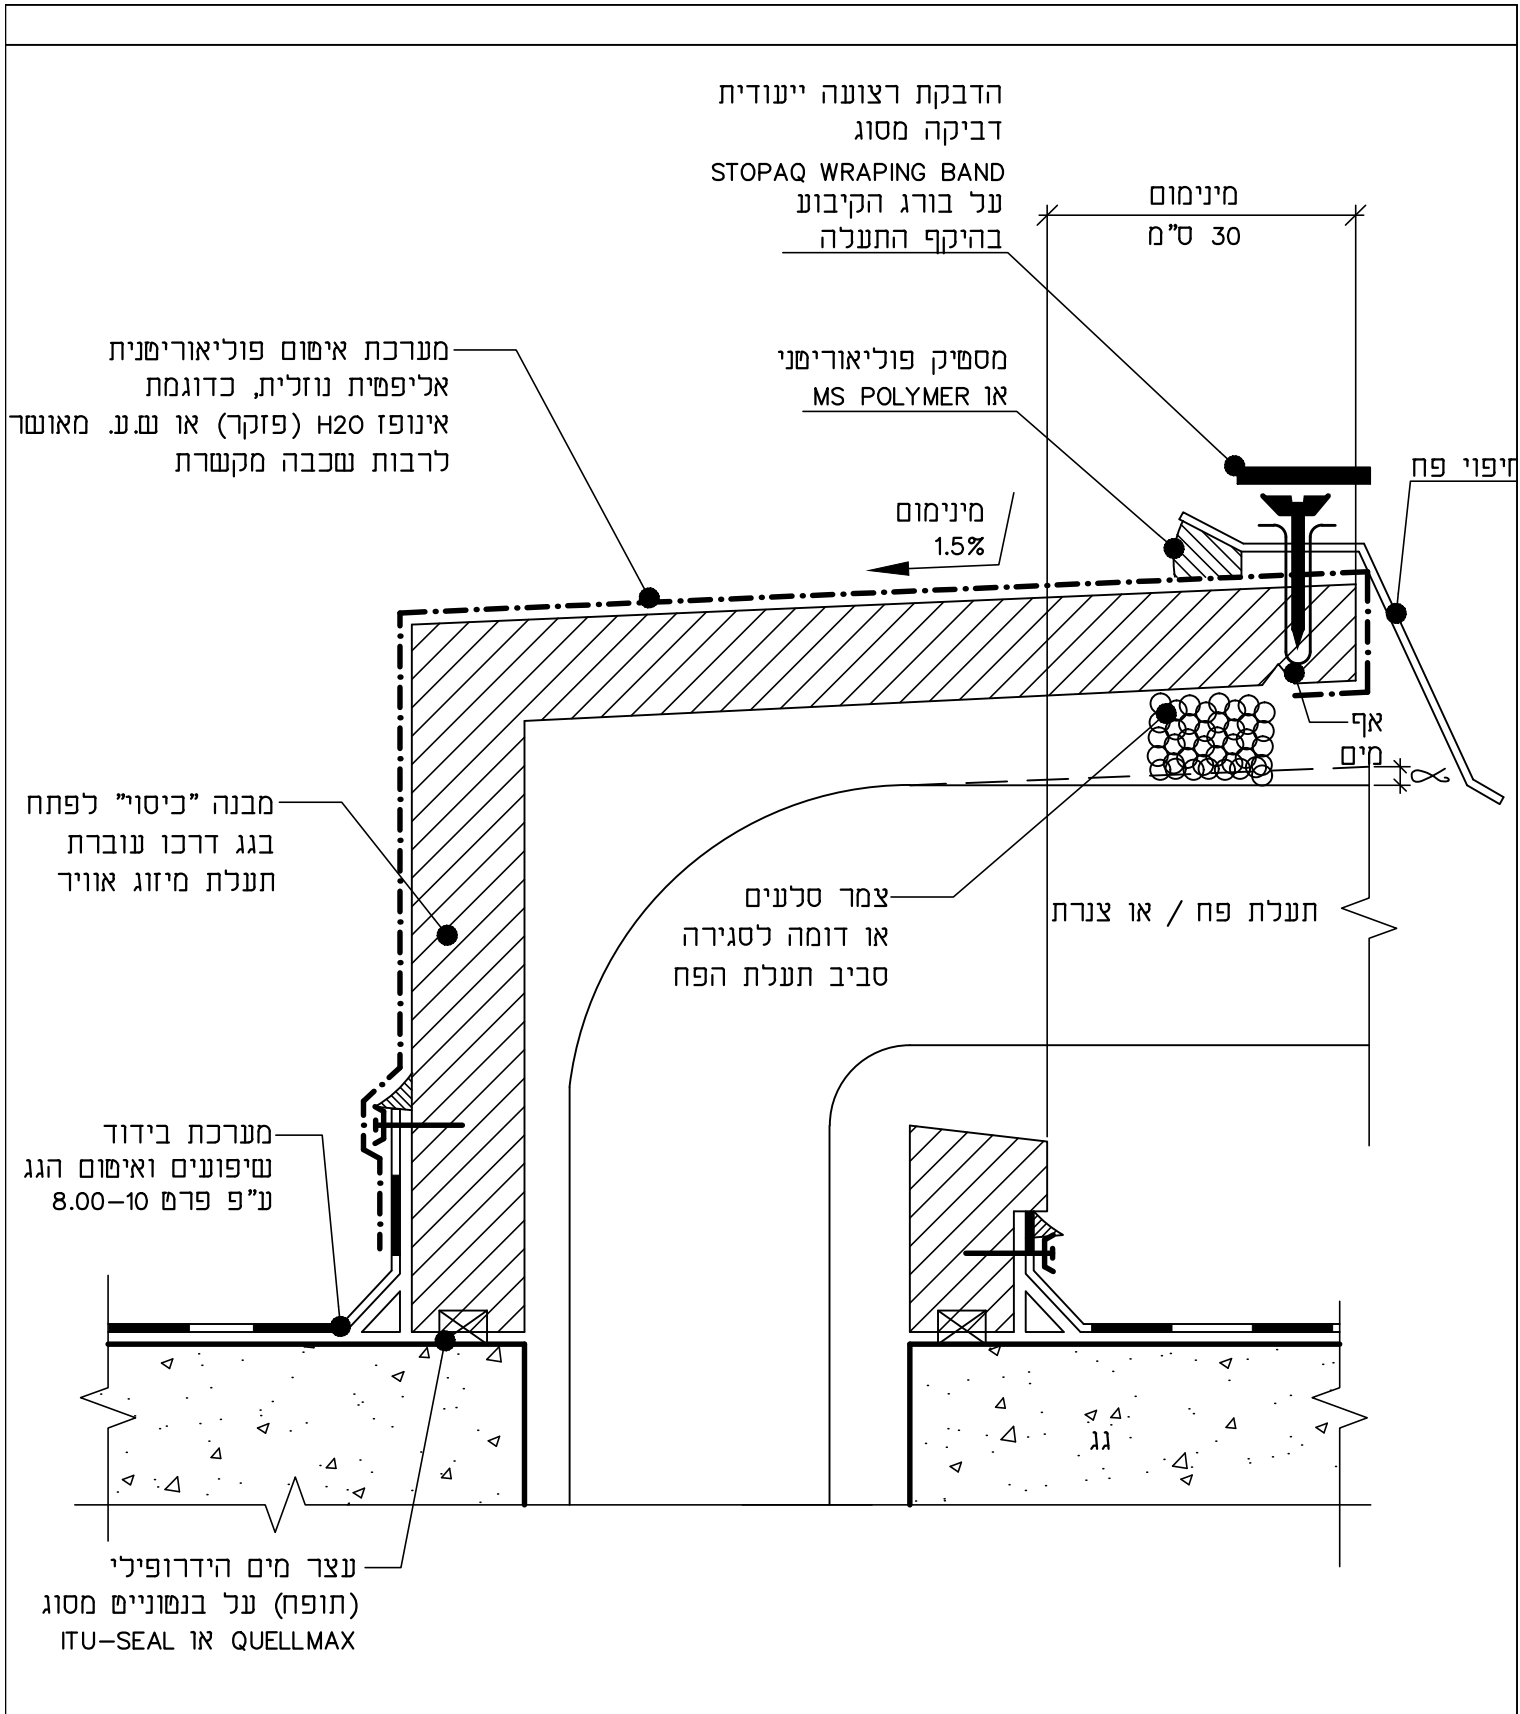 הדבקת רצועה ייעודית
דביקה מסוג
STOPAQ WRAPING BAND
על בורג הקיבוע
בהיקף התעלה
מינימום
30 ס"מ
מערכת איטום פוליאוריטנית
אליפטית נוזלית, כדוגמת
אינופז H2O (פזקר) או ש.ע. מאושר
לרבות שכבה מקשרת
מסטיק פוליאוריטני
או MS POLYMER
חיפוי פח
מינימום
1.5%
אף
מים
מבנה "כיסוי" לפתח
בגג דרכו עוברת
תעלת מיזוג אוויר
צמר סלעים
או דומה לסגירה
סביב תעלת הפח
תעלת פח / או צנרת
מערכת בידוד
שיפועים ואיטום הגג
ע"פ פרט 8.00-10
גג
עצר מים הידרופילי
(תופח) על בנטונייט מסוג
QUELLMAX או ITU-SEAL